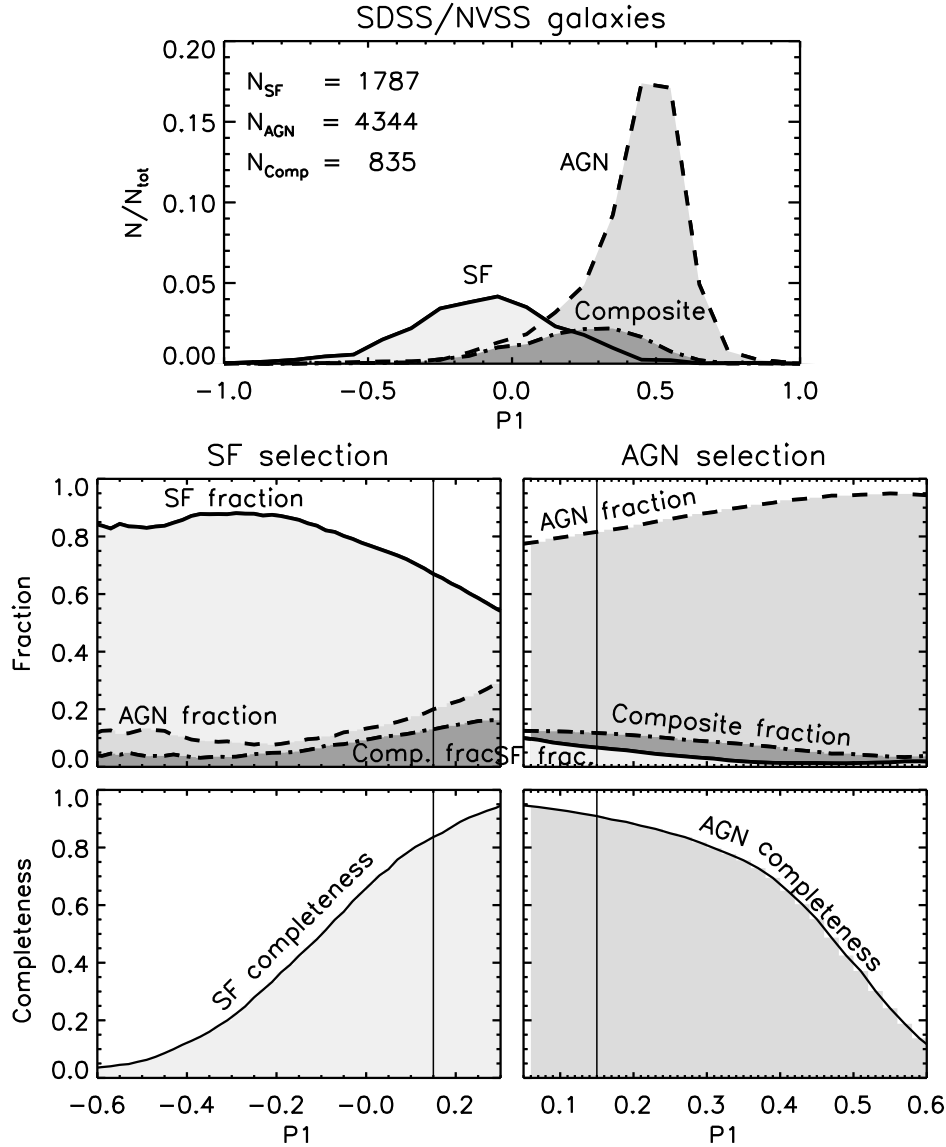 SDSS/NVSS galaxies
0.20
0.15
0.10
0.05
0.00
N/Ntot
NSF = 1787
NAGN = 4344
NComp = 835
AGN
SF
Composite
−1.0 −0.5 0.0 0.5 1.0
P1
SF selection
AGN selection
1.0
0.8
0.6
0.4
0.2
0.0
Fraction
SF fraction
AGN fraction
Comp. frac.
AGN fraction
Composite fraction
SF frac.
1.0
0.8
0.6
0.4
0.2
0.0
Completeness
SF completeness
AGN completeness
−0.6 −0.4 −0.2 −0.0 0.2
0.1 0.2 0.3 0.4 0.5 0.6
P1
P1